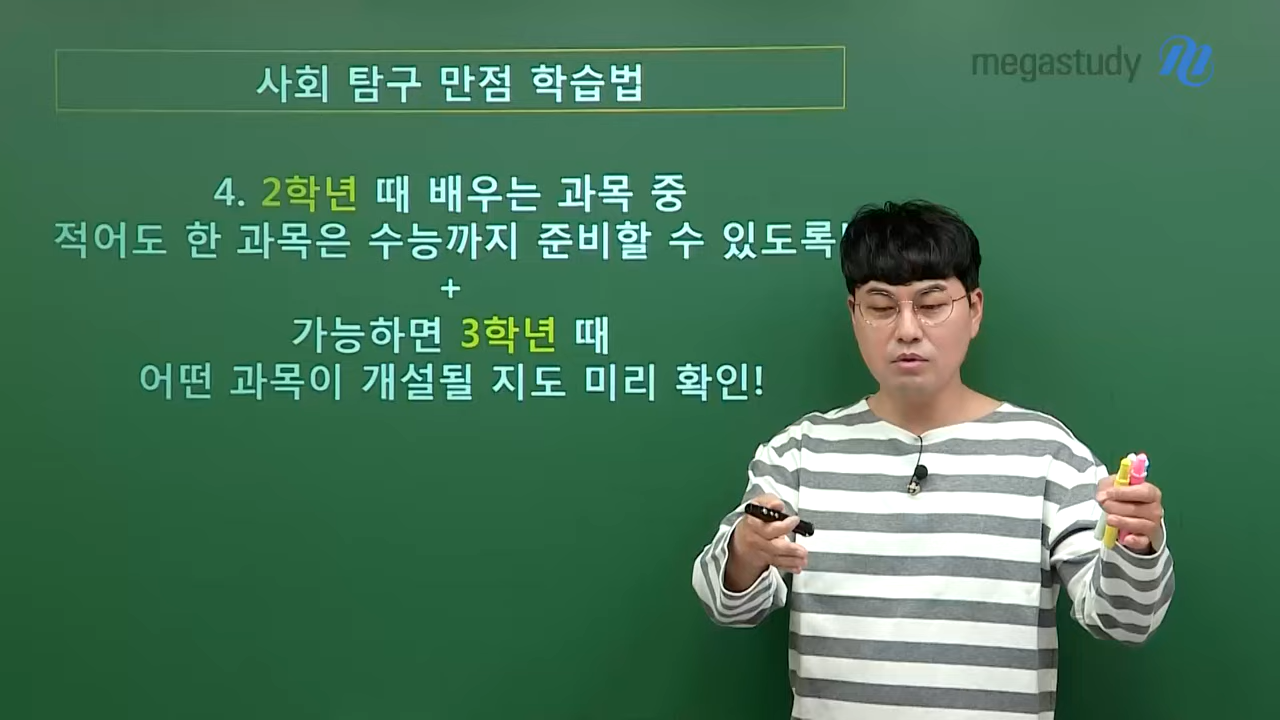 megastudy
사회 탐구 만점 학습법
4. 2학년 때 배우는 과목 중
적어도 한 과목은 수능까지 준비할 수 있도록
+
가능하면 3학년 때
어떤 과목이 개설될 지도 미리 확인!